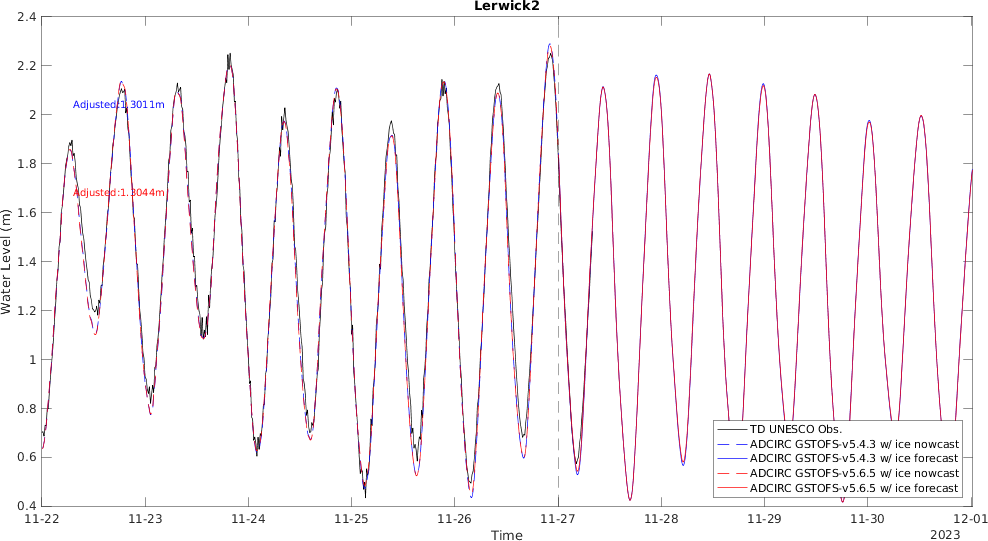 Lerwick2
2.4
2.2
2
1.8
1.6
1.4
1.2
1
0.8
0.6
0.4
Water Level (m)
Adjusted:1.3011m
Adjusted:1.3044m
TD UNESCO Obs.
ADCIRC GSTOFS-v5.4.3 w/ ice nowcast
ADCIRC GSTOFS-v5.4.3 w/ ice forecast
ADCIRC GSTOFS-v5.6.5 w/ ice nowcast
ADCIRC GSTOFS-v5.6.5 w/ ice forecast
11-22 11-23 11-24 11-25 11-26 11-27 11-28 11-29 11-30 12-01
Time
2023